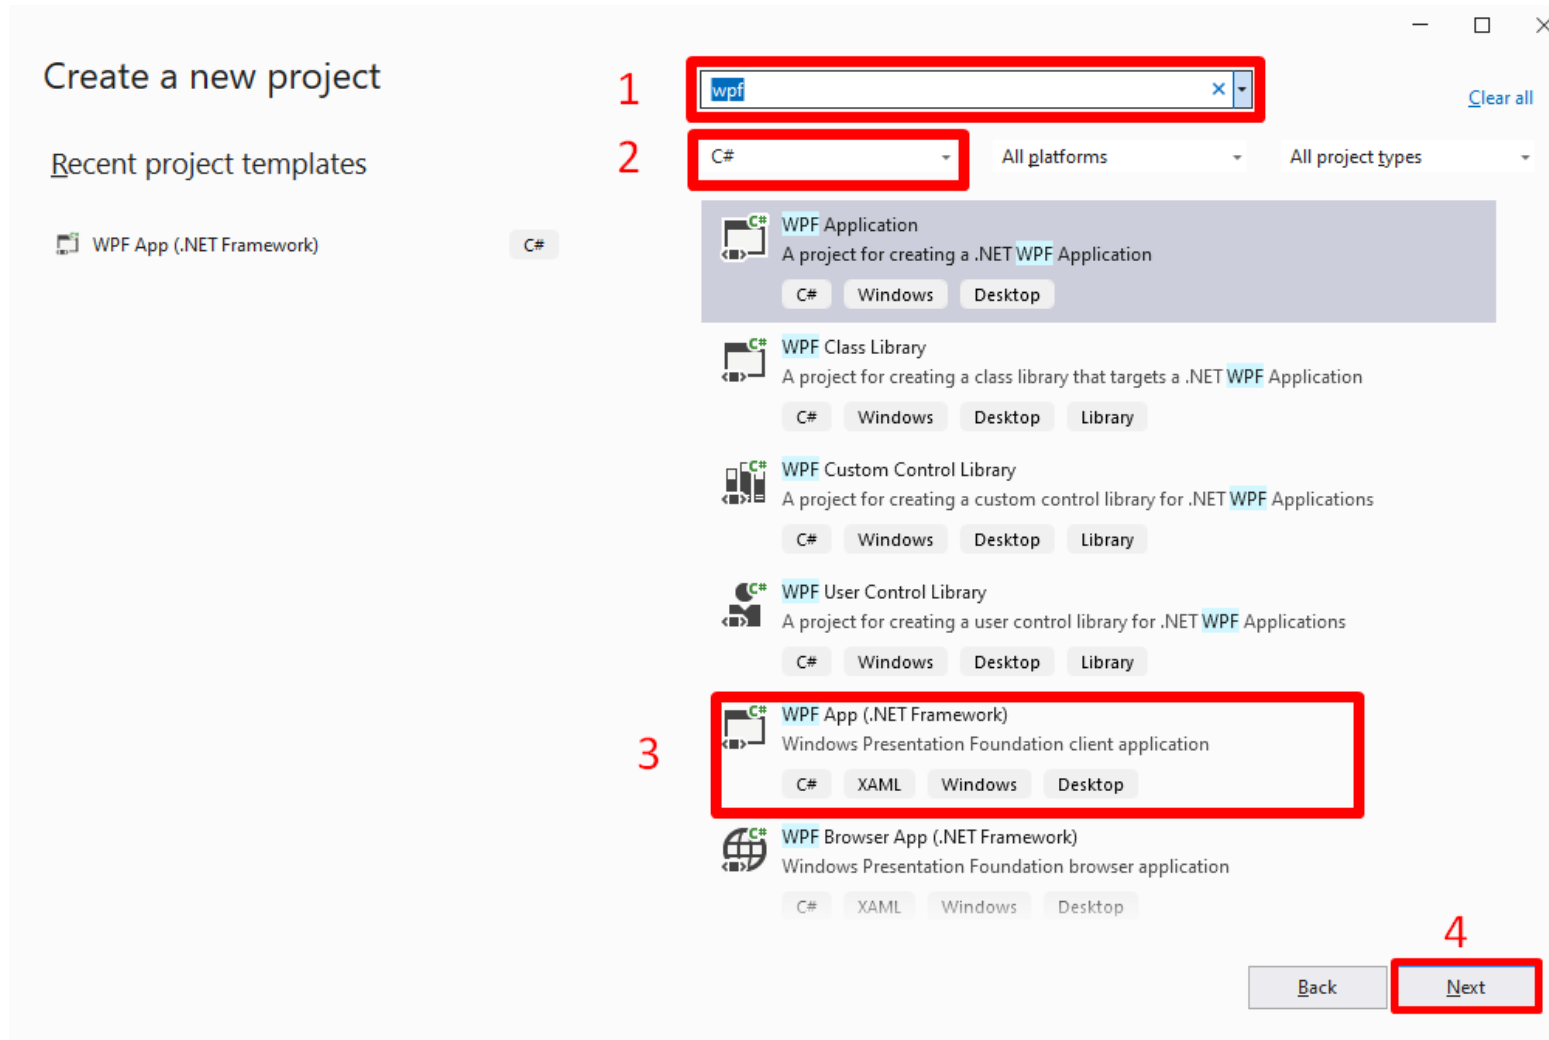 Create a new project
1
wpf
Clear all
2
C#
All platforms
All project types
Recent project templates
WPF App (.NET Framework)
C#
WPF Application
A project for creating a .NET WPF Application
C# Windows Desktop
WPF Class Library
A project for creating a class library that targets a .NET WPF Application
C# Windows Desktop Library
WPF Custom Control Library
A project for creating a custom control library for .NET WPF Applications
C# Windows Desktop Library
WPF User Control Library
A project for creating a user control library for .NET WPF Applications
C# Windows Desktop Library
3
WPF App (.NET Framework)
Windows Presentation Foundation client application
C# XAML Windows Desktop
WPF Browser App (.NET Framework)
Windows Presentation Foundation browser application
C# XAML Windows Desktop
4
Back
Next